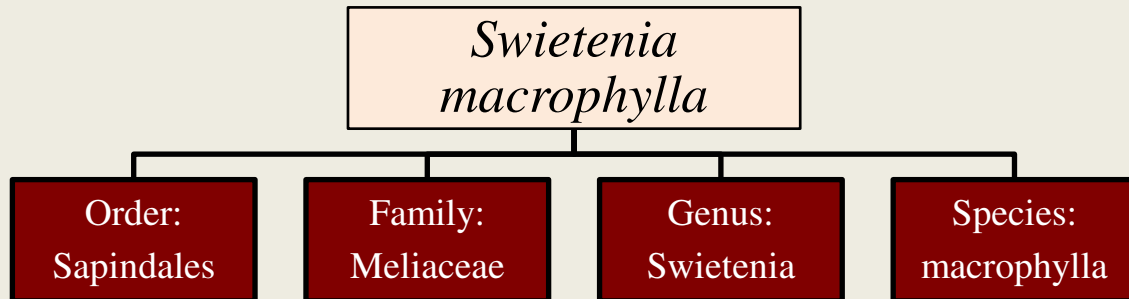 Swietenia
macrophylla
Order:
Sapindales
Family:
Meliaceae
Genus:
Swietenia
Species:
macrophylla